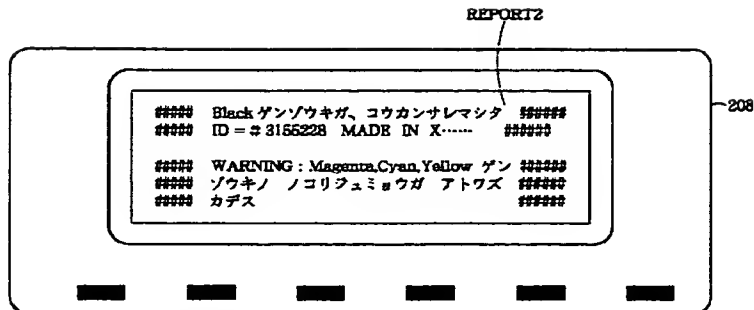 REPORT2
##### Black ゲンゾウキガ、コウカンサレマシタ ######
##### ID = # 3155228 MADE IN X…… ######
##### WARNING : Magenta,Cyan,Yellow ゲン ######
##### ゾウキノ ノコリジュミョウガ アトワズ ######
##### カデス ######
208